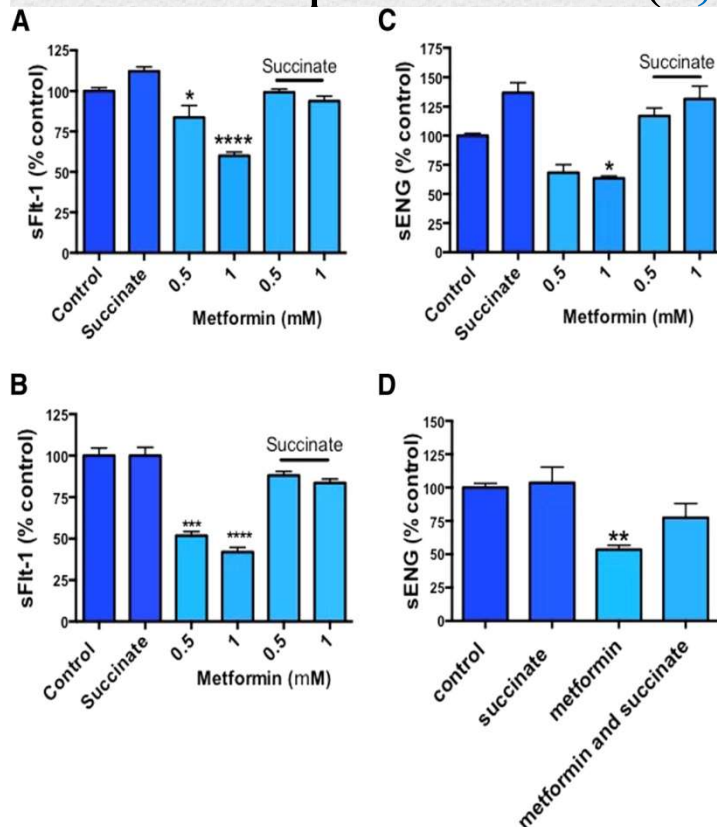 A
sFlt-1 (% control)
125
100
75
50
25
0
*
****
Succinate
Control
Succinate
0.5
1
0.5
1
Metformin (mM)
C
sENG (% control)
175
150
125
100
75
50
25
0
*
Succinate
Control
Succinate
0.5
1
0.5
1
Metformin (mM)
B
sFlt-1 (% control)
125
100
75
50
25
0
***
****
Succinate
Control
Succinate
0.5
1
0.5
1
Metformin (mM)
D
sENG (% control)
150
125
100
75
50
25
0
**
control
succinate
metformin
metformin and succinate